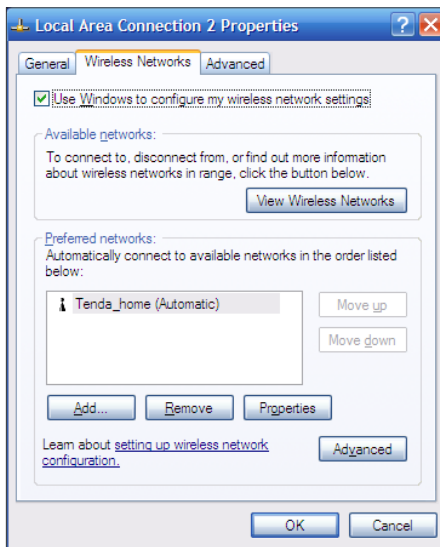 Local Area Connection 2 Properties
General Wireless Networks Advanced
Use Windows to configure my wireless network settings
Available networks:
To connect to, disconnect from, or find out more information
about wireless networks in range, click the button below.
View Wireless Networks
Preferred networks:
Automatically connect to available networks in the order listed
below:
Tenda_home (Automatic)
Move up
Move down
Add... Remove Properties
Learn about setting up wireless network
configuration.
Advanced
OK Cancel